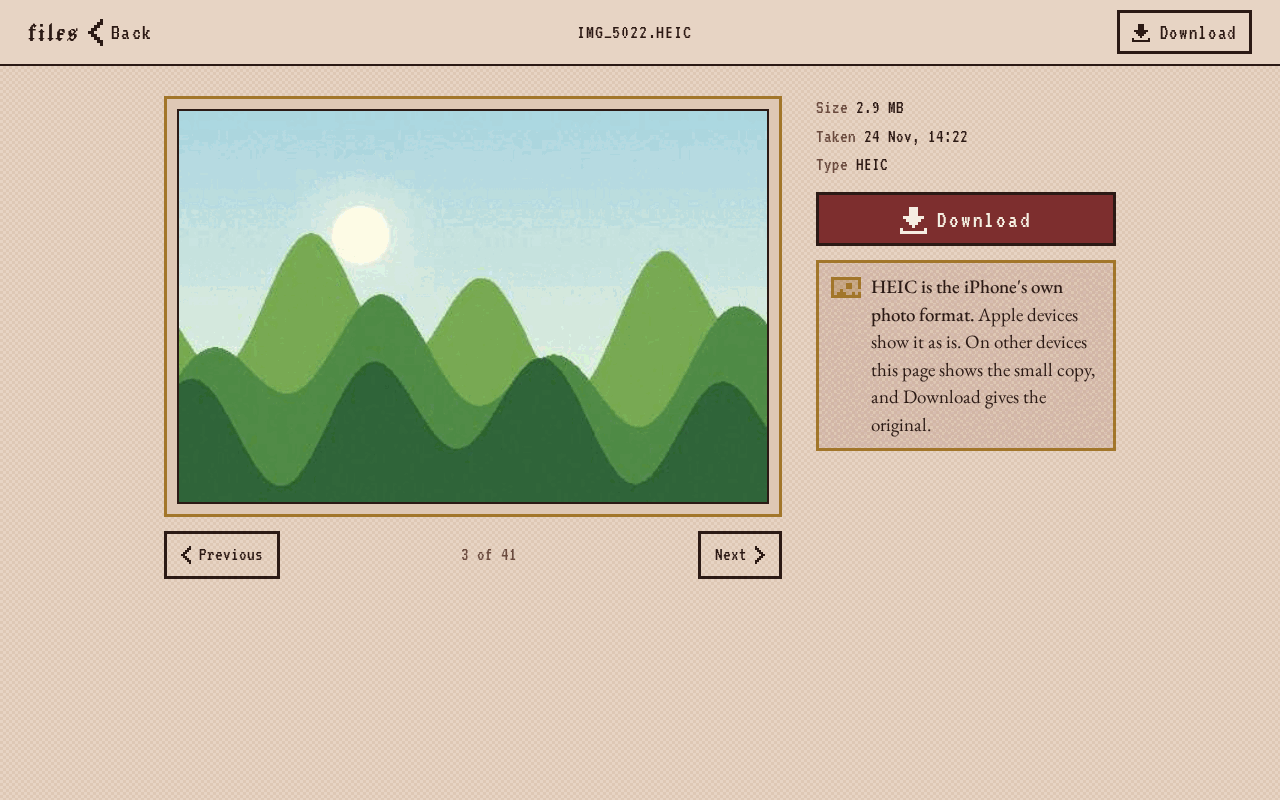 files Back
IMG_5022.HEIC
Download
Size 2.9 MB
Taken 24 Nov, 14:22
Type HEIC
Download
HEIC is the iPhone's own
photo format. Apple devices
show it as is. On other devices
this page shows the small copy,
and Download gives the
original.
Previous
3 of 41
Next